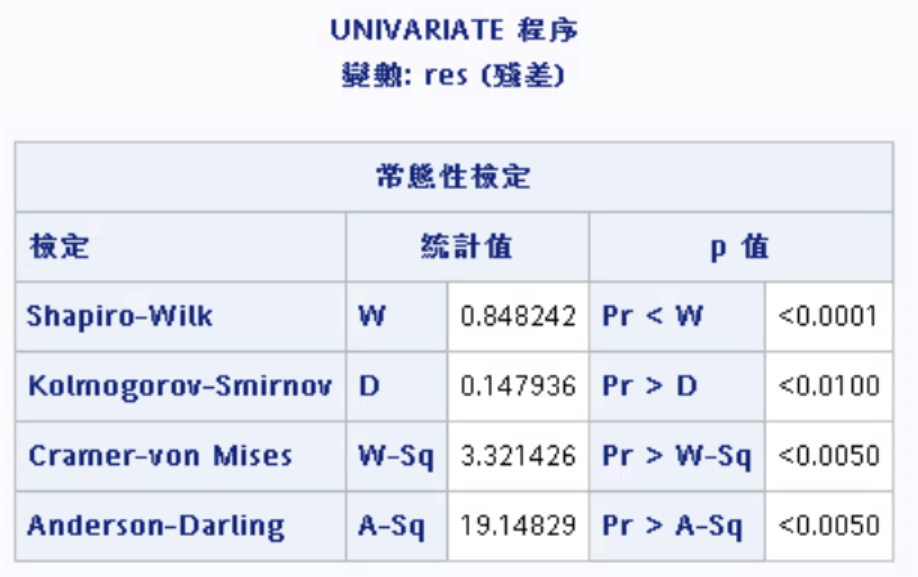 UNIVARIATE 程序
變數: res (殘差)
常態性檢定
檢定 統計值 p 值
Shapiro-Wilk W 0.848242 Pr < W <0.0001
Kolmogorov-Smirnov D 0.147936 Pr > D <0.0100
Cramer-von Mises W-Sq 3.321426 Pr > W-Sq <0.0050
Anderson-Darling A-Sq 19.14829 Pr > A-Sq <0.0050